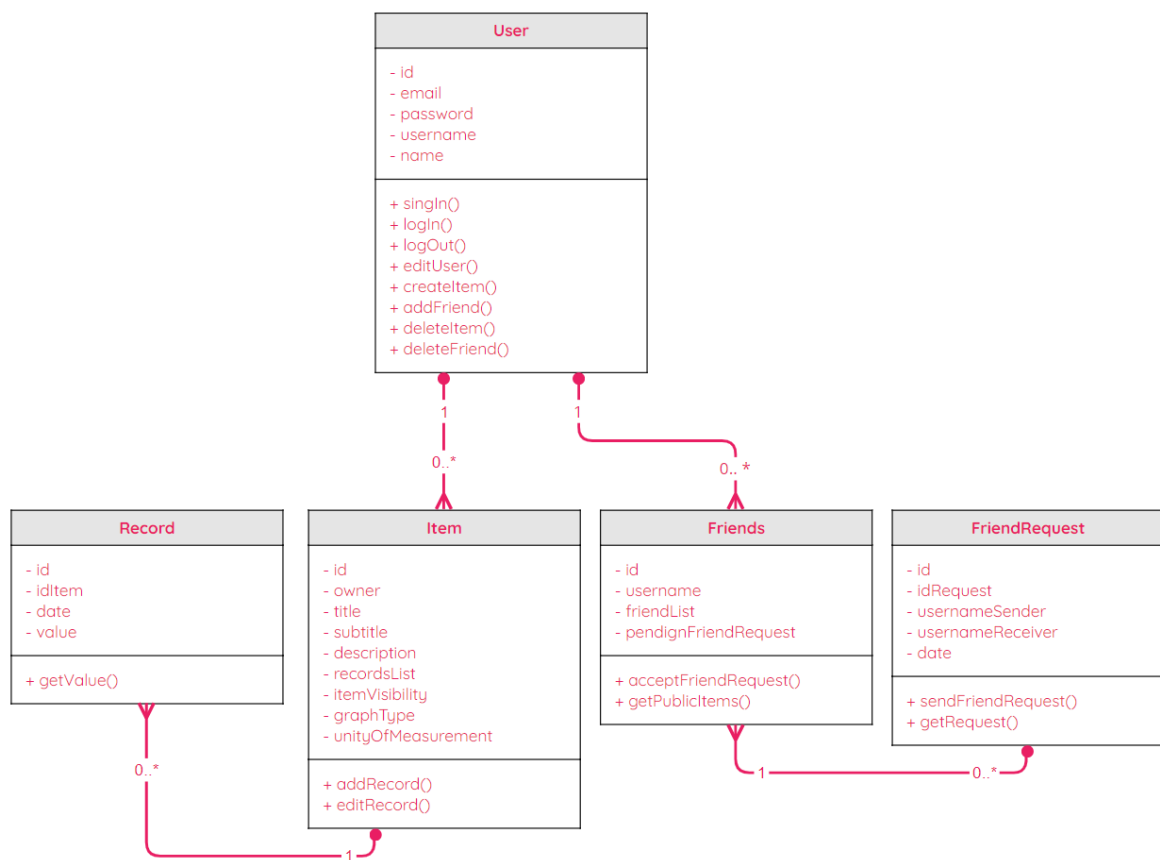 User
- id
- email
- password
- username
- name
+ singIn()
+ logIn()
+ logOut()
+ editUser()
+ createItem()
+ addFriend()
+ deleteItem()
+ deleteFriend()
1
1
0..*
0.. *
Record
- id
- idItem
- date
- value
+ getValue()
Item
- id
- owner
- title
- subtitle
- description
- recordsList
- itemVisibility
- graphType
- unityOfMeasurement
+ addRecord()
+ editRecord()
Friends
- id
- username
- friendList
- pendignFriendRequest
+ acceptFriendRequest()
+ getPublicItems()
FriendRequest
- id
- idRequest
- usernameSender
- usernameReceiver
- date
+ sendFriendRequest()
+ getRequest()
0..*
1
1
0..*